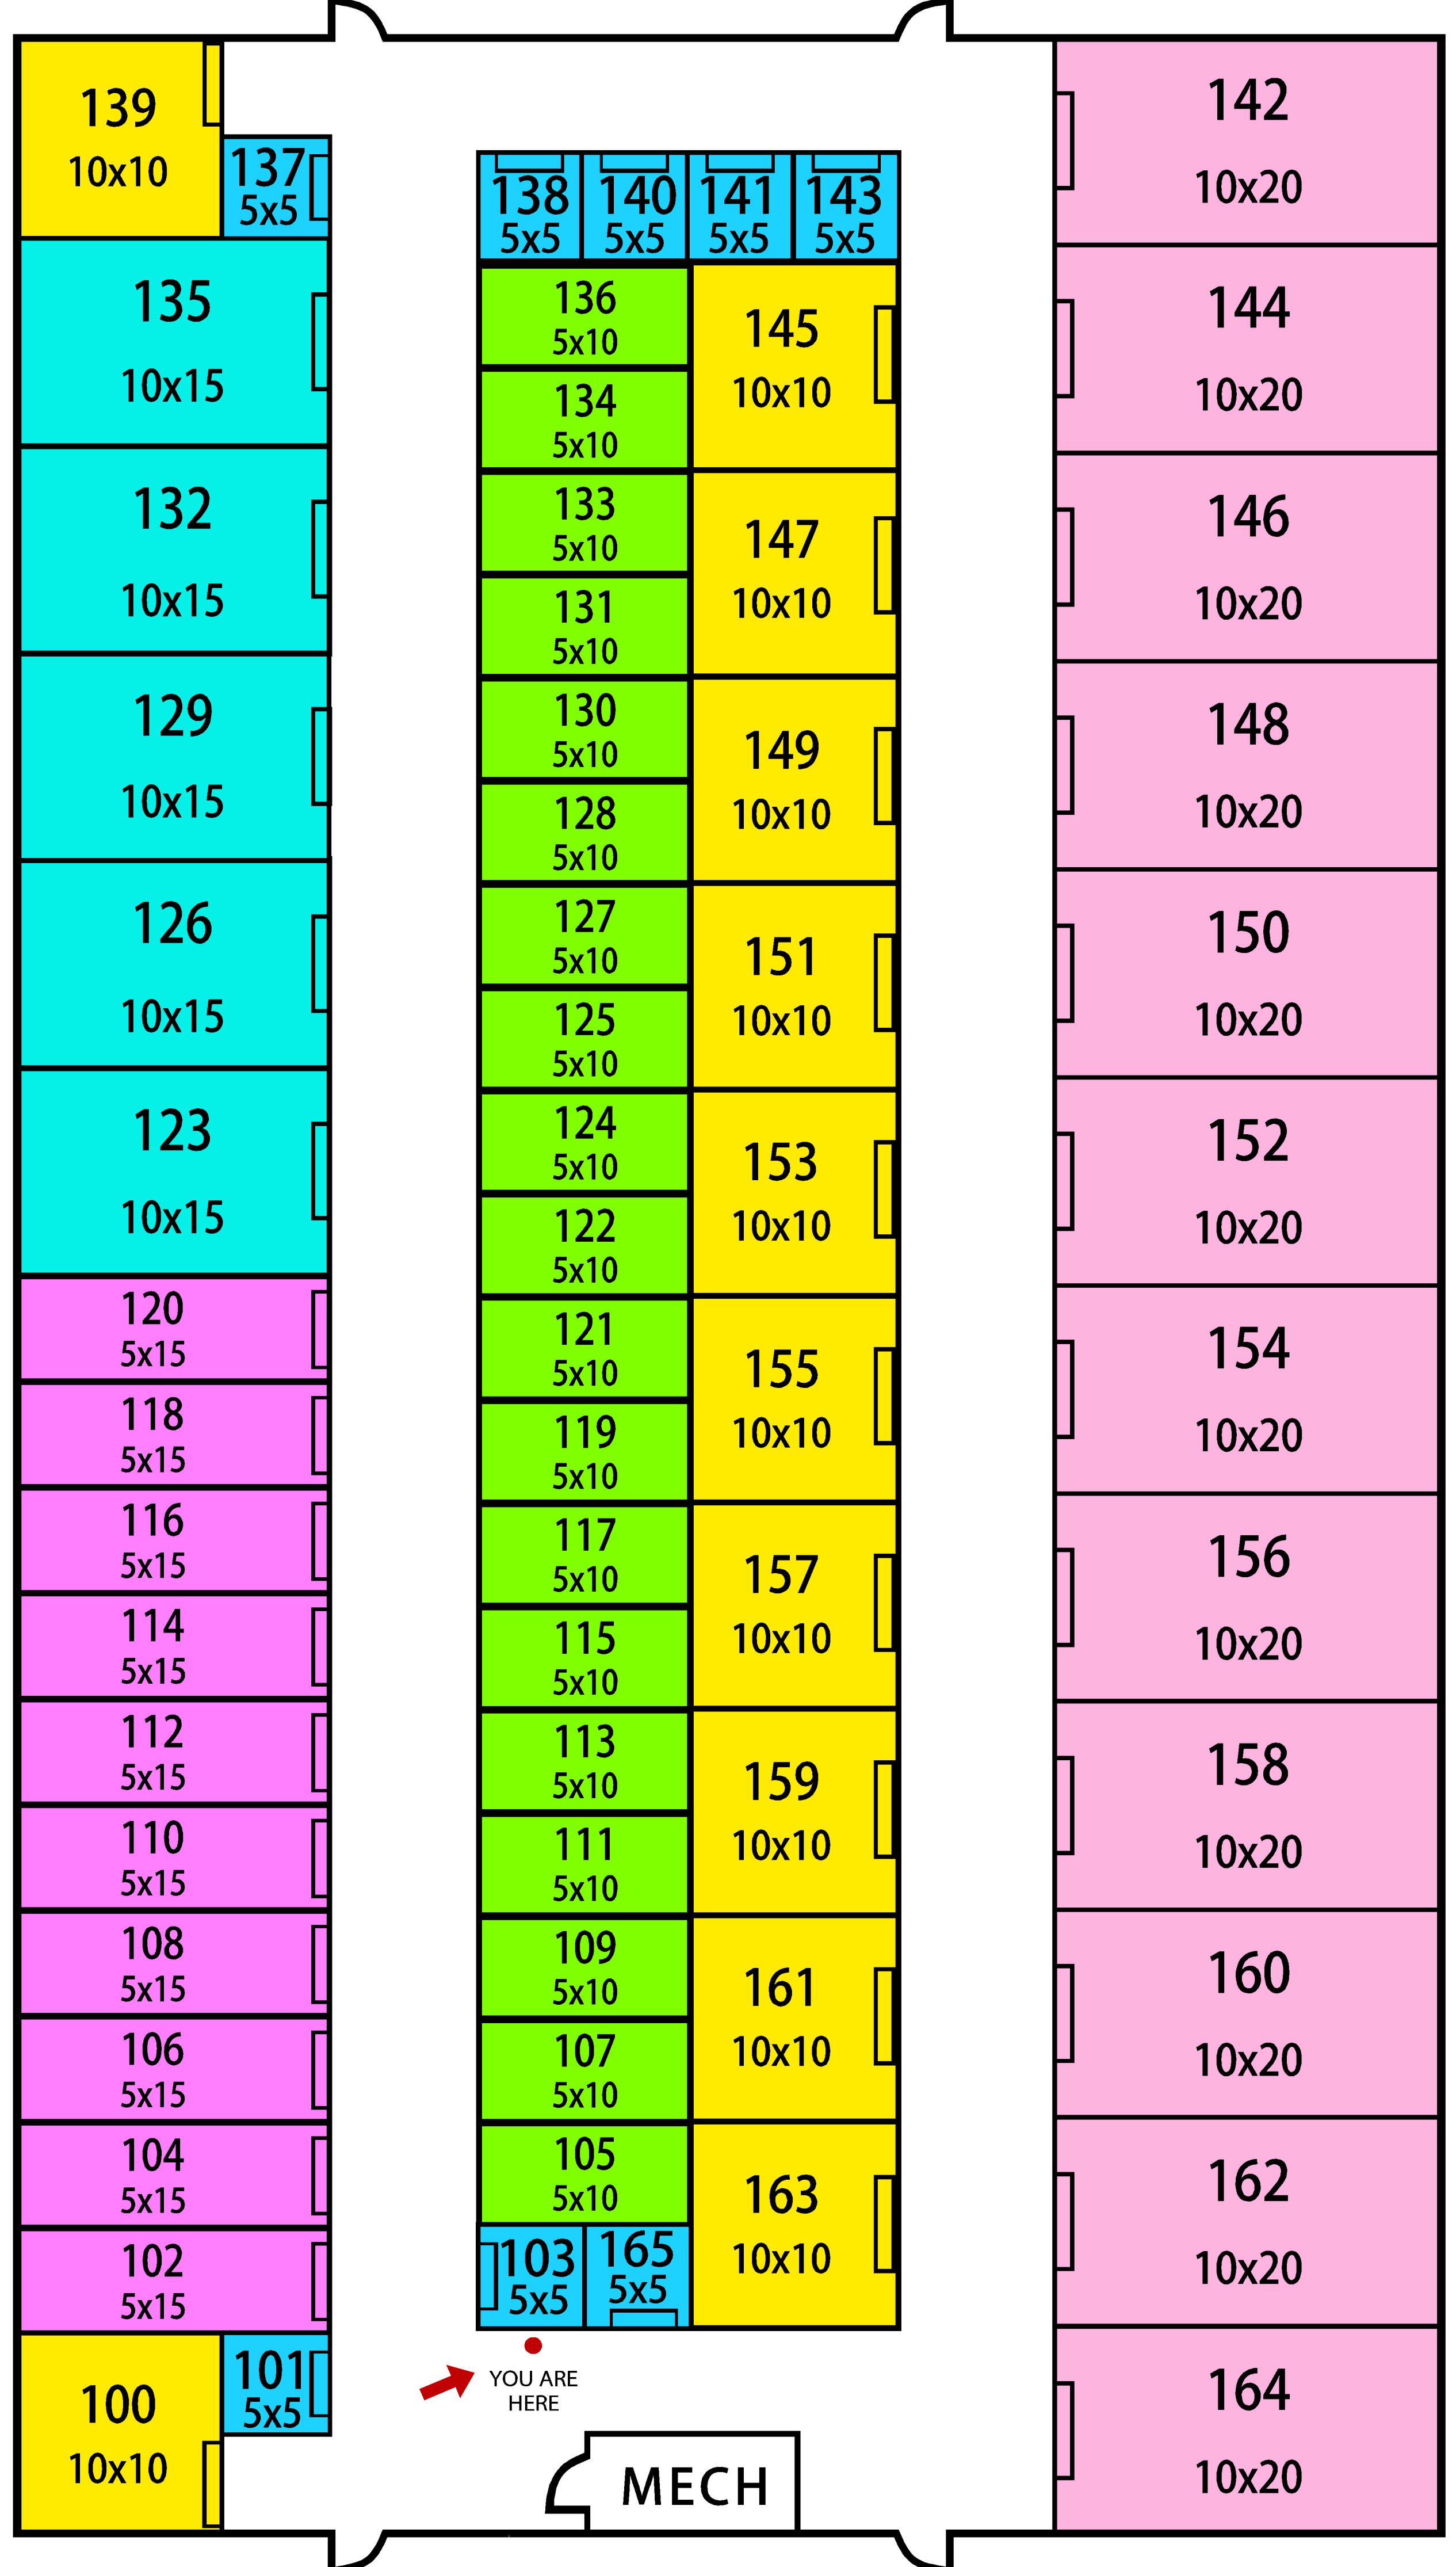 139
10x10
137
5x5
135
10x15
132
10x15
129
10x15
126
10x15
123
10x15
120
5x15
118
5x15
116
5x15
114
5x15
112
5x15
110
5x15
108
5x15
106
5x15
104
5x15
102
5x15
100
10x10
101
5x5
138
5x5
140
5x5
141
5x5
143
5x5
136
5x10
134
5x10
133
5x10
131
5x10
130
5x10
128
5x10
127
5x10
125
5x10
124
5x10
122
5x10
121
5x10
119
5x10
117
5x10
115
5x10
113
5x10
111
5x10
109
5x10
107
5x10
105
5x10
103
5x5
165
5x5
145
10x10
147
10x10
149
10x10
151
10x10
153
10x10
155
10x10
157
10x10
159
10x10
161
10x10
163
10x10
YOU ARE
HERE
MECH
142
10x20
144
10x20
146
10x20
148
10x20
150
10x20
152
10x20
154
10x20
156
10x20
158
10x20
160
10x20
162
10x20
164
10x20